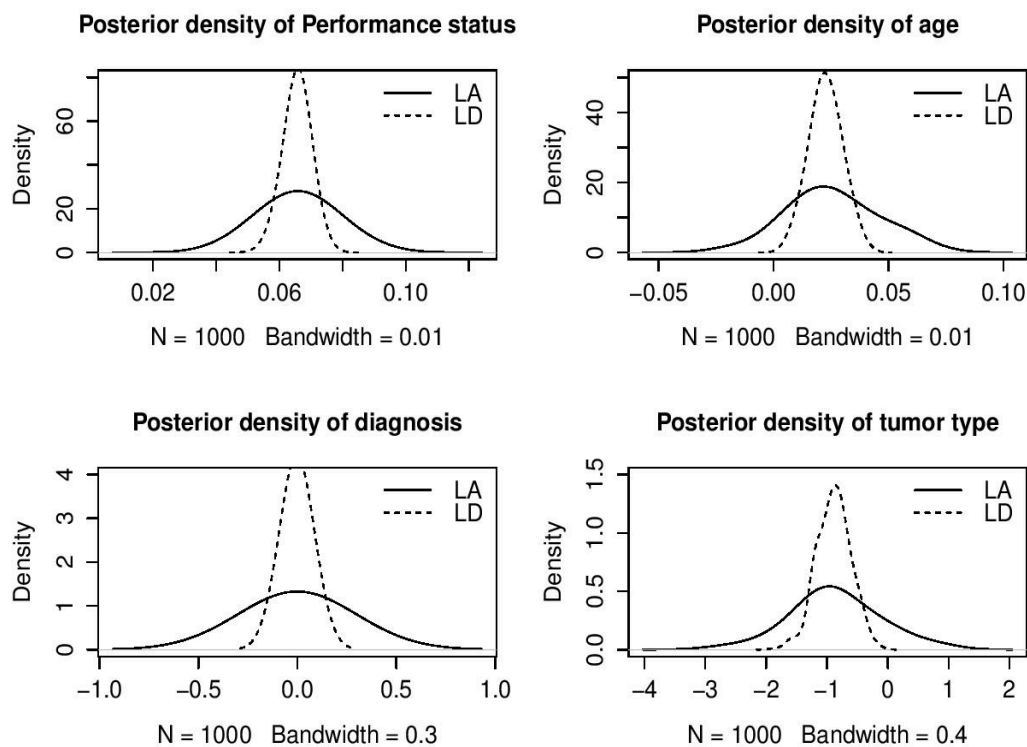 Posterior density of Performance status
Density
0
20
60
LA
LD
0.02
0.06
0.10
N = 1000 Bandwidth = 0.01
Posterior density of age
Density
0
20
40
LA
LD
−0.05
0.00
0.05
0.10
N = 1000 Bandwidth = 0.01
Posterior density of diagnosis
Density
0
1
2
3
4
LA
LD
−1.0
−0.5
0.0
0.5
1.0
N = 1000 Bandwidth = 0.3
Posterior density of tumor type
Density
0.0
0.5
1.0
1.5
LA
LD
−4
−3
−2
−1
0
1
2
N = 1000 Bandwidth = 0.4